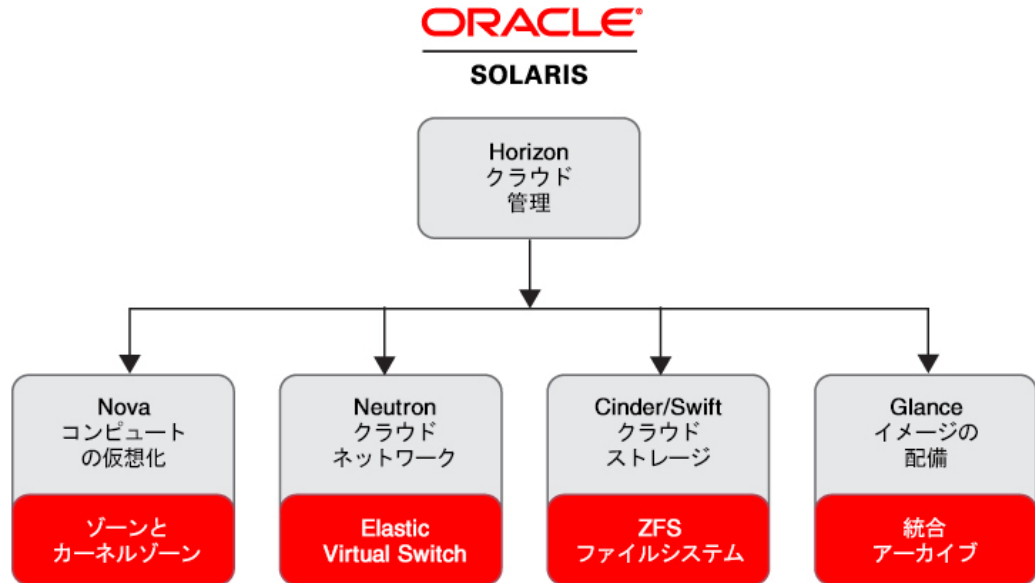 ORACLE®
SOLARIS
Horizon
クラウド
管理
Nova
コンピュート
の仮想化
ゾーンと
カーネルゾーン
Neutron
クラウド
ネットワーク
Elastic
Virtual Switch
Cinder/Swift
クラウド
ストレージ
ZFS
ファイルシステム
Glance
イメージの
配備
統合
アーカイブ